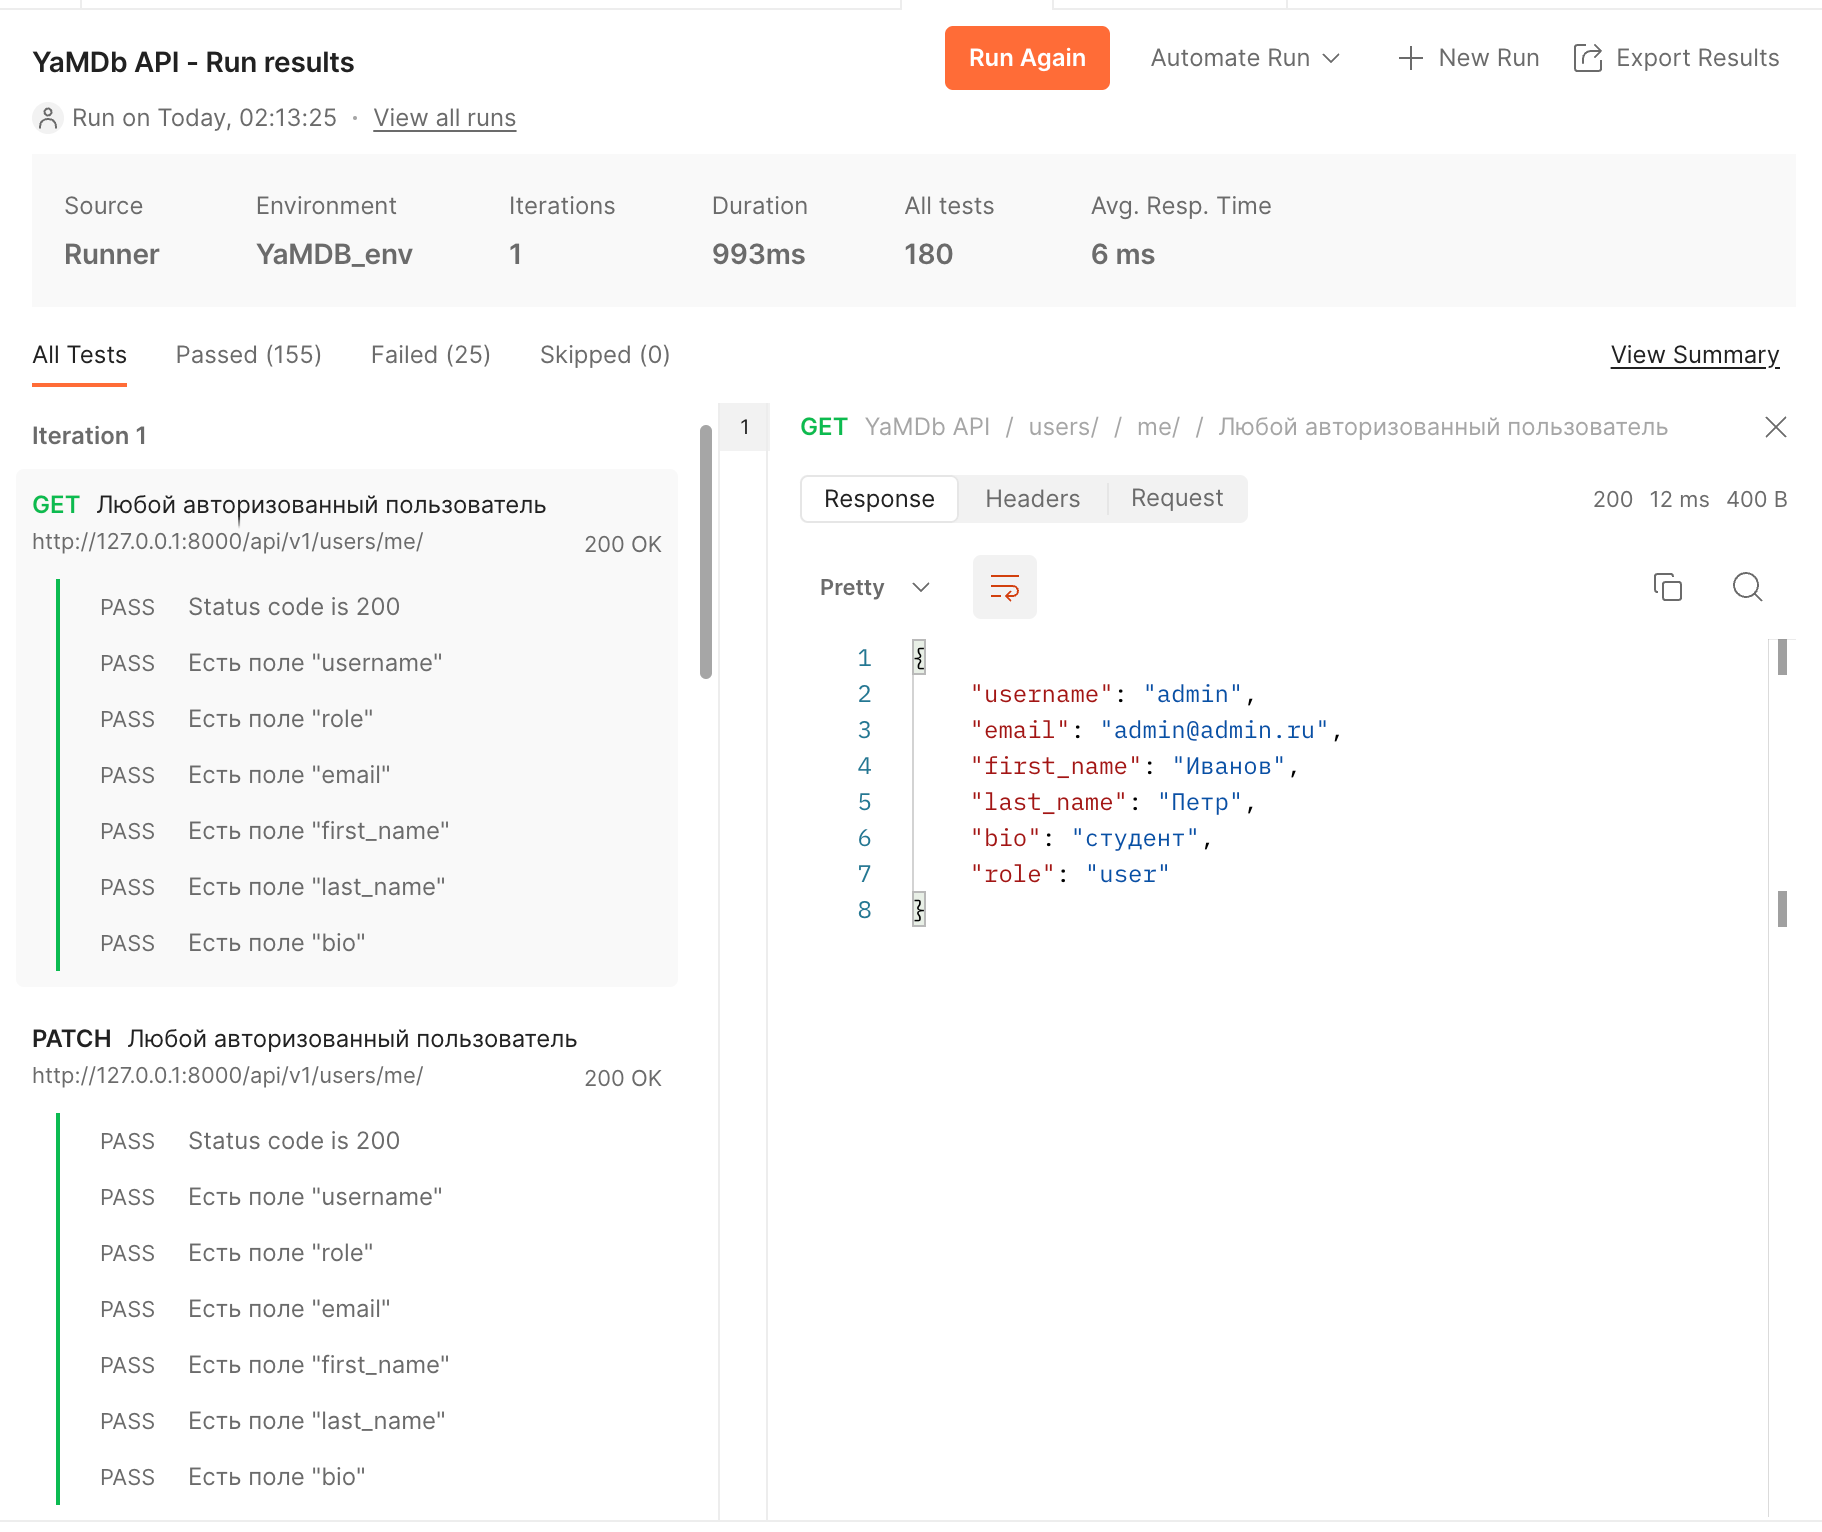 YaMDb API - Run results
Run Again
Automate Run
New Run
Export Results
Run on Today, 02:13:25 · View all runs
Source
Environment
Iterations
Duration
All tests
Avg. Resp. Time
Runner
YaMDB_env
1
993ms
180
6 ms
All Tests
Passed (155)
Failed (25)
Skipped (0)
View Summary
Iteration 1
GET Любой авторизованный пользователь
http://127.0.0.1:8000/api/v1/users/me/
200 OK
PASS Status code is 200
PASS Есть поле "username"
PASS Есть поле "role"
PASS Есть поле "email"
PASS Есть поле "first_name"
PASS Есть поле "last_name"
PASS Есть поле "bio"
PATCH Любой авторизованный пользователь
http://127.0.0.1:8000/api/v1/users/me/
200 OK
PASS Status code is 200
PASS Есть поле "username"
PASS Есть поле "role"
PASS Есть поле "email"
PASS Есть поле "first_name"
PASS Есть поле "last_name"
PASS Есть поле "bio"
1
GET YaMDb API / users/ / me/ / Любой авторизованный пользователь
Response
Headers
Request
200 12 ms 400 B
Pretty
1 {
2 "username": "admin",
3 "email": "admin@admin.ru",
4 "first_name": "Иванов",
5 "last_name": "Петр",
6 "bio": "студент",
7 "role": "user"
8 }